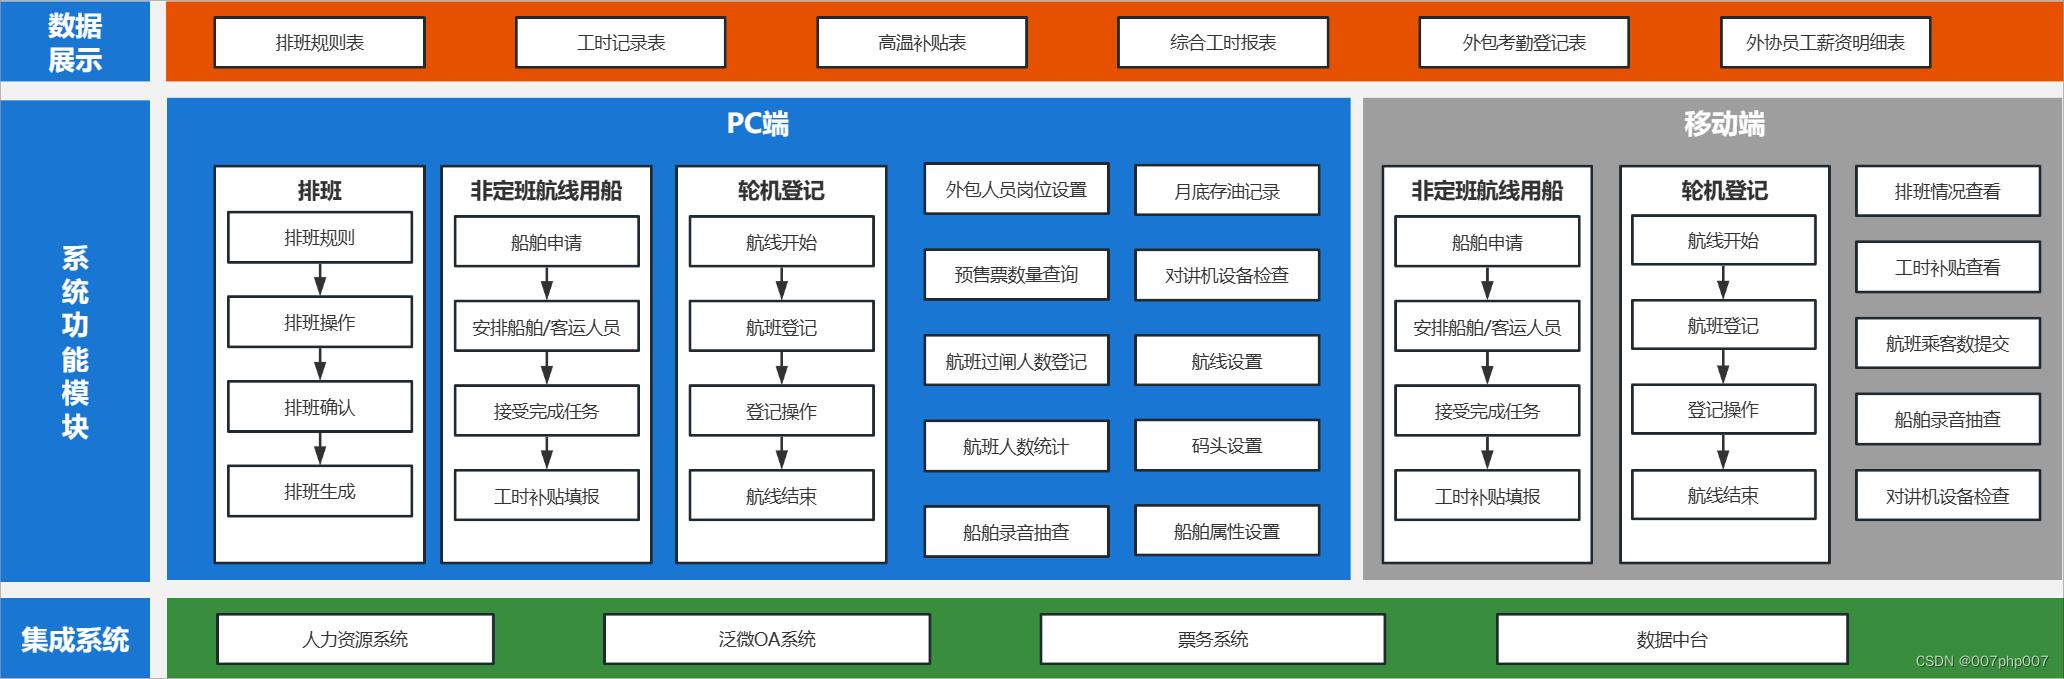 数据
展示
排班规则表
工时记录表
高温补贴表
综合工时报表
外包考勤登记表
外协员工薪资明细表
系
统
功
能
模
块
PC端
排班
排班规则
排班操作
排班确认
排班生成
非定班航线用船
船舶申请
安排船舶/客运人员
接受完成任务
工时补贴填报
轮机登记
航线开始
航班登记
登记操作
航线结束
外包人员岗位设置
月底存油记录
预售票数量查询
对讲机设备检查
航班过闸人数登记
航线设置
航班人数统计
码头设置
船舶录音抽查
船舶属性设置
移动端
非定班航线用船
船舶申请
安排船舶/客运人员
接受完成任务
工时补贴填报
轮机登记
航线开始
航班登记
登记操作
航线结束
排班情况查看
工时补贴查看
航班乘客数提交
船舶录音抽查
对讲机设备检查
集成系统
人力资源系统
泛微OA系统
票务系统
数据中台
CSDN @007php007